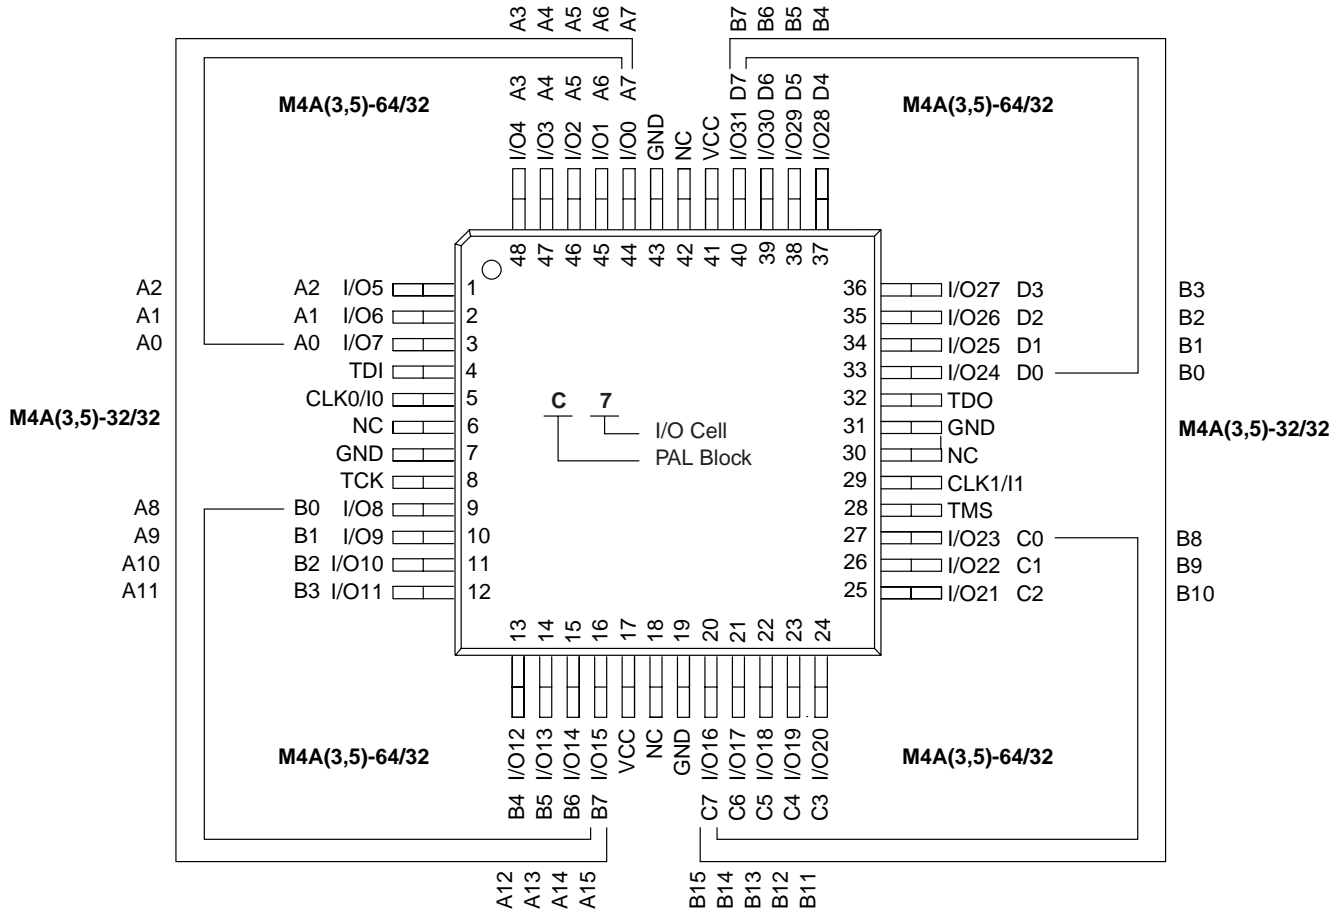 A3 A4 A5 A6 A7 B7 B6 B5 B4
A3 A4 A5 A6 A7 D7 D6 D5 D4
M4A(3,5)-64/32 M4A(3,5)-64/32
I/O4 I/O3 I/O2 I/O1 I/O0 GND NC VCC I/O31 I/O30 I/O29 I/O28
48 47 46 45 44 43 42 41 40 39 38 37
A2 A2 I/O5 1 36 I/O27 D3 B3
A1 A1 I/O6 2 35 I/O26 D2 B2
A0 A0 I/O7 3 34 I/O25 D1 B1
TDI 4 33 I/O24 D0 B0
CLK0/I0 5 C 7 32 TDO
M4A(3,5)-32/32 NC 6 I/O Cell 31 GND M4A(3,5)-32/32
GND 7 PAL Block 30 NC
TCK 8 29 CLK1/I1
A8 B0 I/O8 9 28 TMS
A9 B1 I/O9 10 27 I/O23 C0 B8
A10 B2 I/O10 11 26 I/O22 C1 B9
A11 B3 I/O11 12 25 I/O21 C2 B10
13 14 15 16 17 18 19 20 21 22 23 24
I/O12 I/O13 I/O14 I/O15 VCC NC GND I/O16 I/O17 I/O18 I/O19 I/O20
M4A(3,5)-64/32 M4A(3,5)-64/32
B4 B5 B6 B7 C7 C6 C5 C4 C3
A12 A13 A14 A15 B15 B14 B13 B12 B11